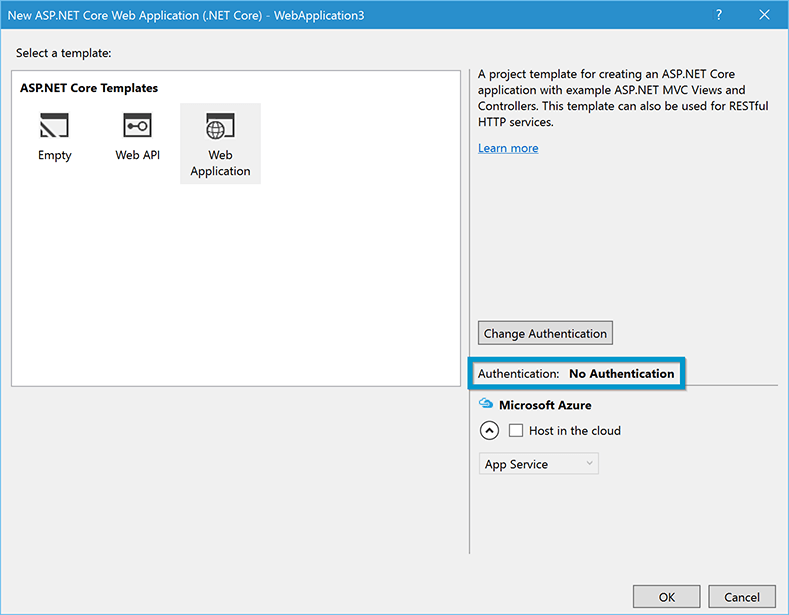 New ASP.NET Core Web Application (.NET Core) - WebApplication3
?
Select a template:
ASP.NET Core Templates
Empty
Web API
Web
Application
A project template for creating an ASP.NET Core
application with example ASP.NET MVC Views and
Controllers. This template can also be used for RESTful
HTTP services.
Learn more
Change Authentication
Authentication: No Authentication
Microsoft Azure
Host in the cloud
App Service
OK
Cancel